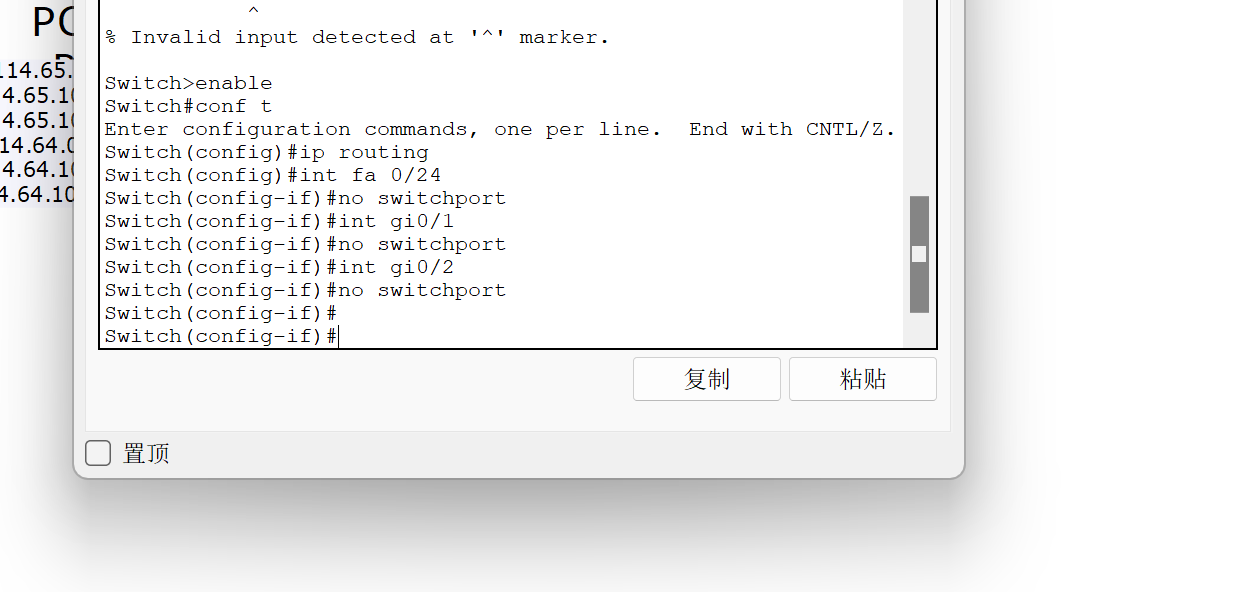 ^
% Invalid input detected at '^' marker.
Switch>enable
Switch#conf t
Enter configuration commands, one per line.  End with CNTL/Z.
Switch(config)#ip routing
Switch(config)#int fa 0/24
Switch(config-if)#no switchport
Switch(config-if)#int gi0/1
Switch(config-if)#no switchport
Switch(config-if)#int gi0/2
Switch(config-if)#no switchport
Switch(config-if)#
Switch(config-if)#
复制 粘贴
置顶
PC
14.65.
4.65.10
4.65.10
14.64.0
4.64.10
4.64.10